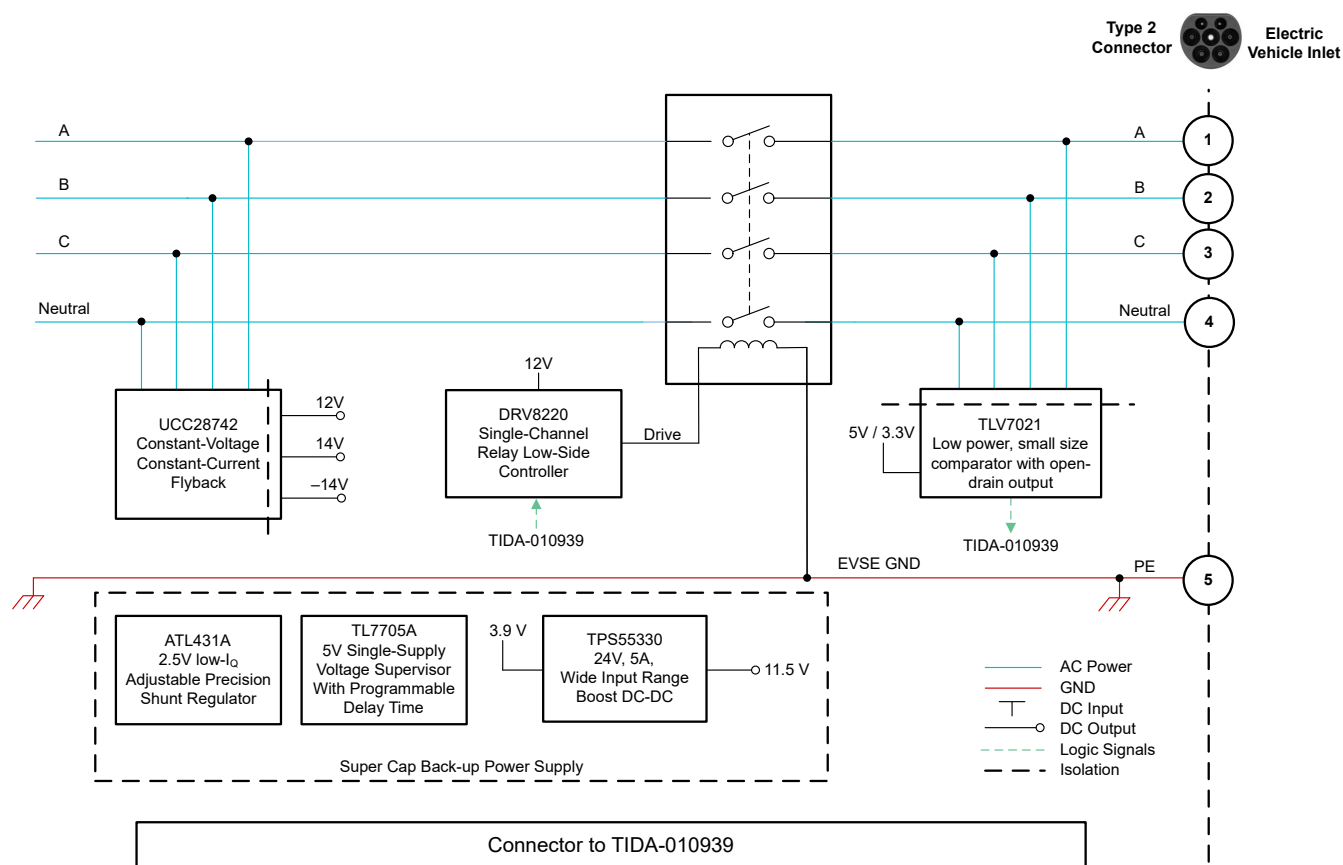 Type 2
Connector
Electric
Vehicle Inlet
A
A
1
B
B
2
C
C
3
Neutral
Neutral
4
UCC28742
Constant-Voltage
Constant-Current
Flyback
12V
14V
–14V
12V
DRV8220
Single-Channel
Relay Low-Side
Controller
Drive
TIDA-010939
5V / 3.3V
TLV7021
Low power, small size
comparator with open-
drain output
TIDA-010939
EVSE GND
PE
5
ATL431A
2.5V low-IQ
Adjustable Precision
Shunt Regulator
TL7705A
5V Single-Supply
Voltage Supervisor
With Programmable
Delay Time
3.9 V
TPS55330
24V, 5A,
Wide Input Range
Boost DC-DC
11.5 V
Super Cap Back-up Power Supply
AC Power
GND
DC Input
DC Output
Logic Signals
Isolation
Connector to TIDA-010939